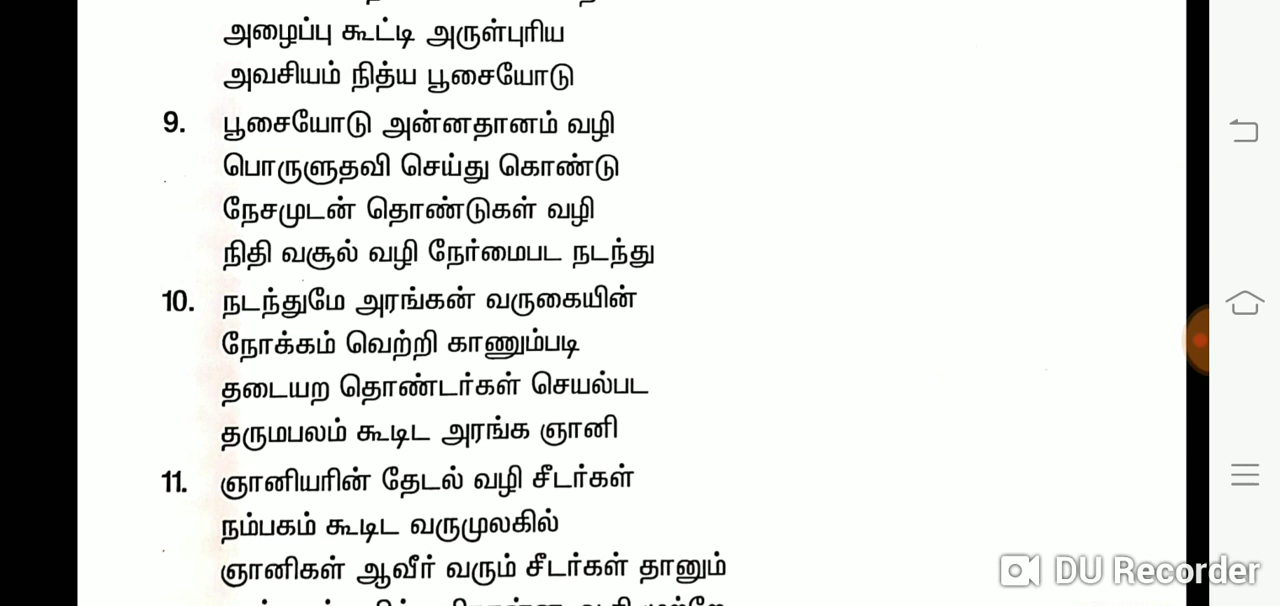 அழைப்பு கூட்டி அருள்புரிய
அவசியம் நித்ய பூசையோடு
9. பூசையோடு அன்னதானம் வழி
பொருளுதவி செய்து கொண்டு
நேசமுடன் தொண்டுகள் வழி
நிதி வசூல் வழி நேர்மைபட நடந்து
10. நடந்துமே அரங்கன் வருகையின்
நோக்கம் வெற்றி காணும்படி
தடையற தொண்டர்கள் செயல்பட
தருமபலம் கூடிட அரங்க ஞானி
11. ஞானியரின் தேடல் வழி சீடர்கள்
நம்பகம் கூடிட வருமுலகில்
ஞானிகள் ஆவீர் வரும் சீடர்கள் தானும்
DU Recorder